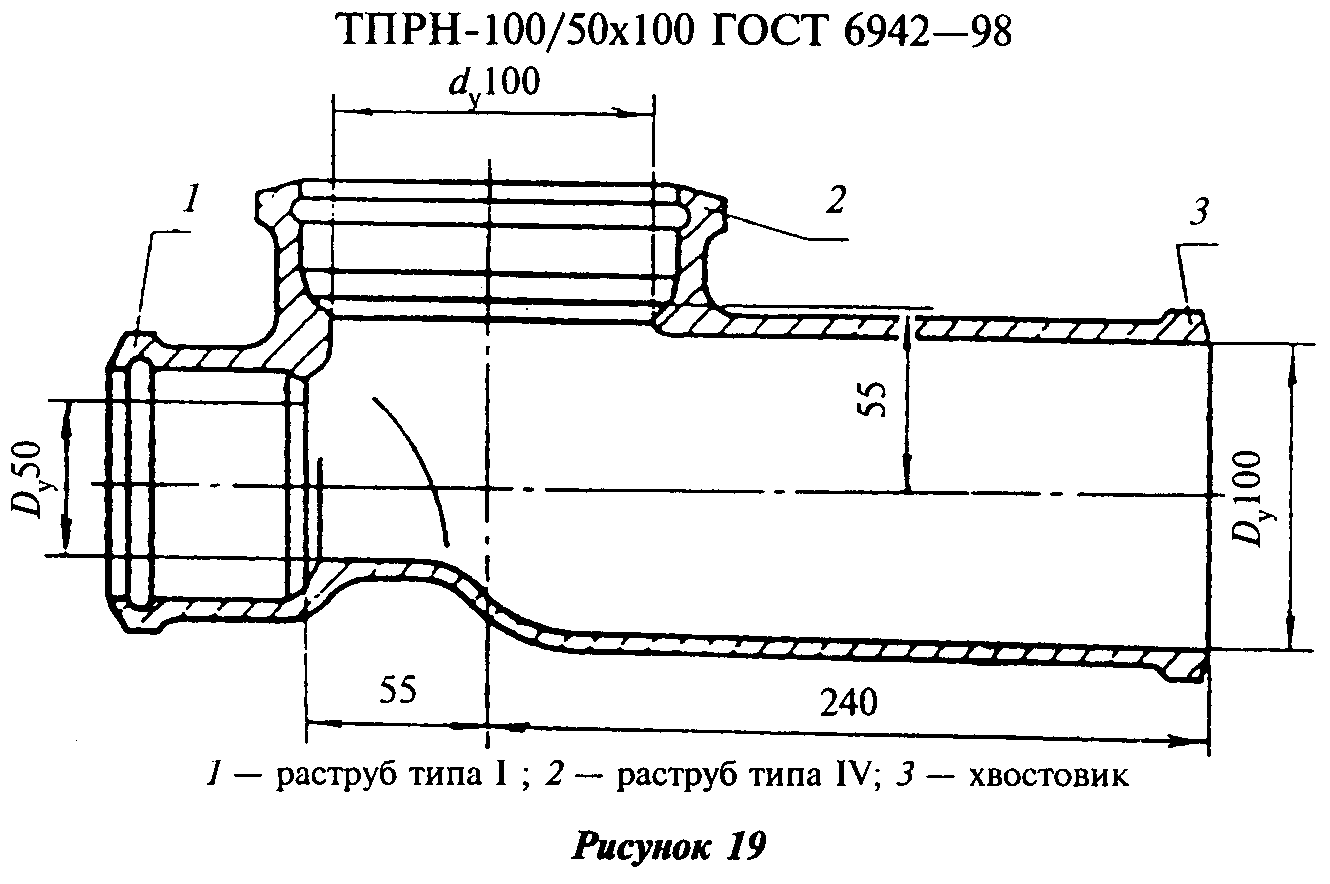 ТПРН-100/50х100 ГОСТ 6942—98
dу100
1
2
3
55
Dу50
Dу100
55
240
1 — раструб типа I ; 2 — раструб типа IV; 3 — хвостовик
Рисунок 19